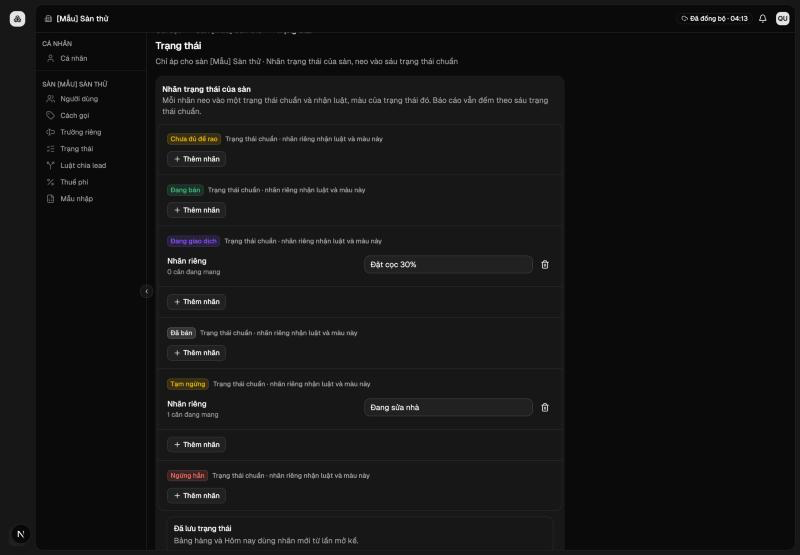 [Mẫu] Sàn thử
Đã đồng bộ · 04:13
QU
CÁ NHÂN
Cá nhân
SÀN [MẪU] SÀN THỬ
Người dùng
Cách gọi
Trường riêng
Trạng thái
Luật chia lead
Thuế phí
Mẫu nhập
Trạng thái
Chỉ áp cho sàn [Mẫu] Sàn thử · Nhãn trạng thái của sàn, neo vào sáu trạng thái chuẩn
Nhãn trạng thái của sàn
Mỗi nhãn neo vào một trạng thái chuẩn và nhận luật, màu của trạng thái đó. Báo cáo vẫn đếm theo sáu trạng
thái chuẩn.
Chưa đủ để rao Trạng thái chuẩn · nhãn riêng nhận luật và màu này
+ Thêm nhãn
Đang bán Trạng thái chuẩn · nhãn riêng nhận luật và màu này
+ Thêm nhãn
Đang giao dịch Trạng thái chuẩn · nhãn riêng nhận luật và màu này
Nhãn riêng
0 căn đang mang
Đặt cọc 30%
+ Thêm nhãn
Đã bán Trạng thái chuẩn · nhãn riêng nhận luật và màu này
+ Thêm nhãn
Tạm ngừng Trạng thái chuẩn · nhãn riêng nhận luật và màu này
Nhãn riêng
1 căn đang mang
Đang sửa nhà
+ Thêm nhãn
Ngừng hẳn Trạng thái chuẩn · nhãn riêng nhận luật và màu này
+ Thêm nhãn
Đã lưu trạng thái
Bảng hàng và Hôm nay dùng nhãn mới từ lần mở kế.
N